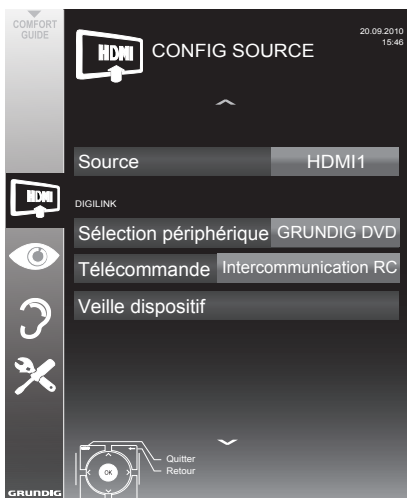 COMFORT
GUIDE
HDMI
CONFIG SOURCE
20.09.2010
15:46
Source
HDMI1
HDMI
DIGILINK
Sélection périphérique
GRUNDIG DVD
Télécommande
Intercommunication RC
Veille dispositif
OK
Quitter
Retour
GRUNDIG